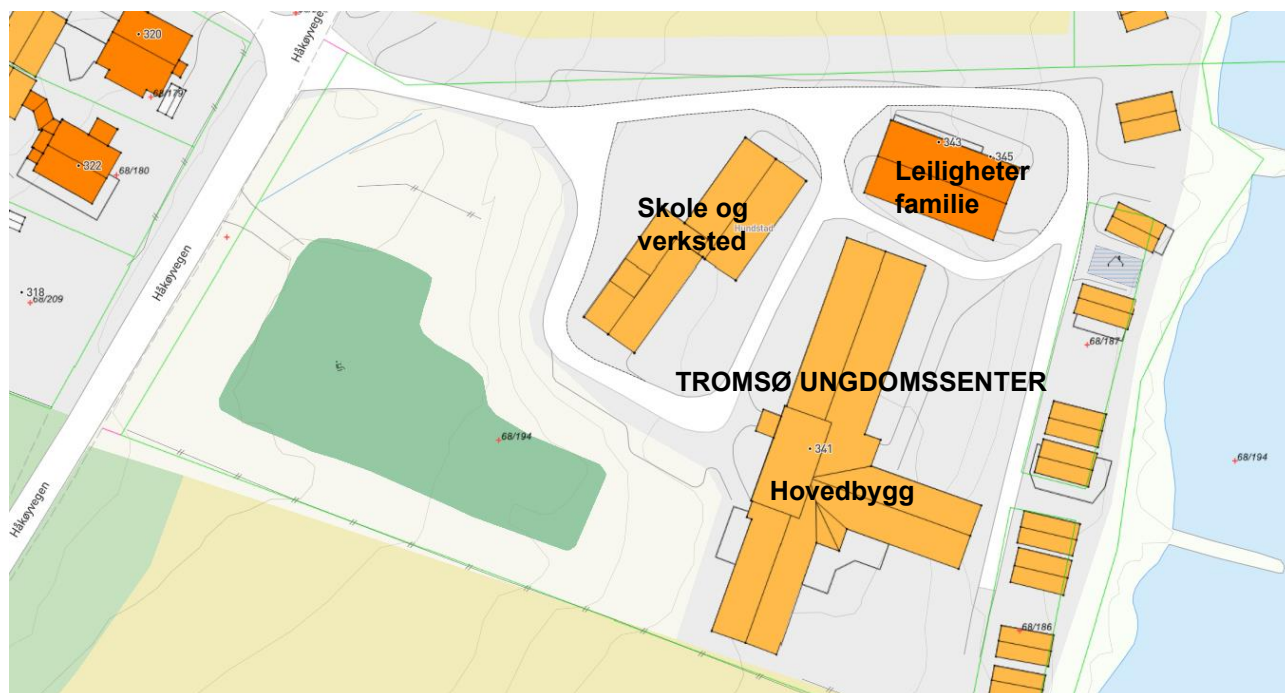 320
Håkøyvegen
68/179
322
68/180
343
345
Leiligheter
familie
Skole og
verksted
Hundstad
Håkøyvegen
318
68/209
68/187
TROMSØ UNGDOMSSENTER
68/194
341
68/194
Hovedbygg
Håkøyvegen
68/186